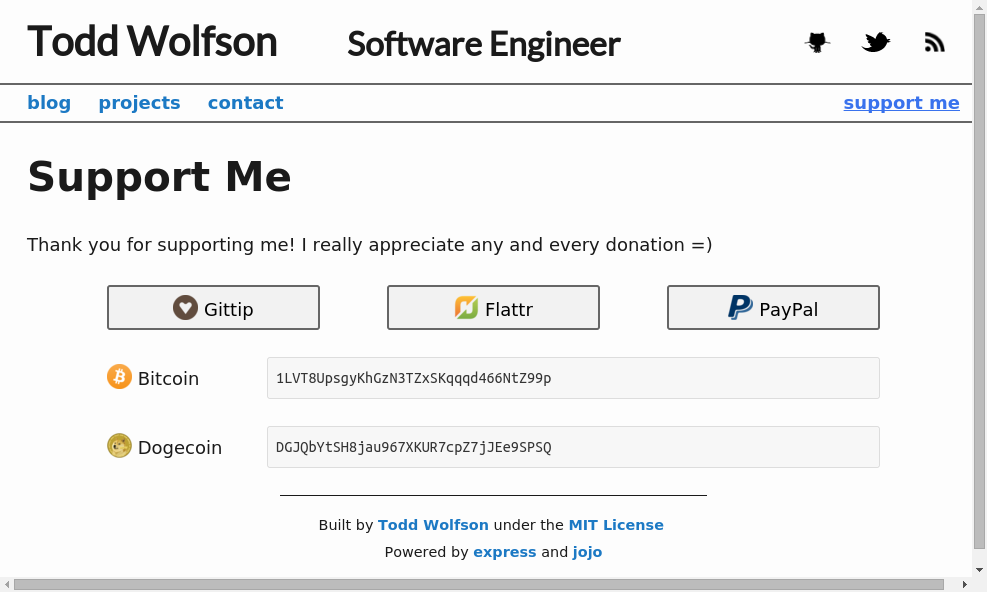 Todd Wolfson Software Engineer
blog projects contact support me
Support Me
Thank you for supporting me! I really appreciate any and every donation =)
Gittip Flattr PayPal
Bitcoin 1LVT8UpsgyKhGzN3TZxSKqqqd466NtZ99p
Dogecoin DGJQbYtSH8jau967XKUR7cpZ7jJEe9SPSQ
Built by Todd Wolfson under the MIT License
Powered by express and jojo